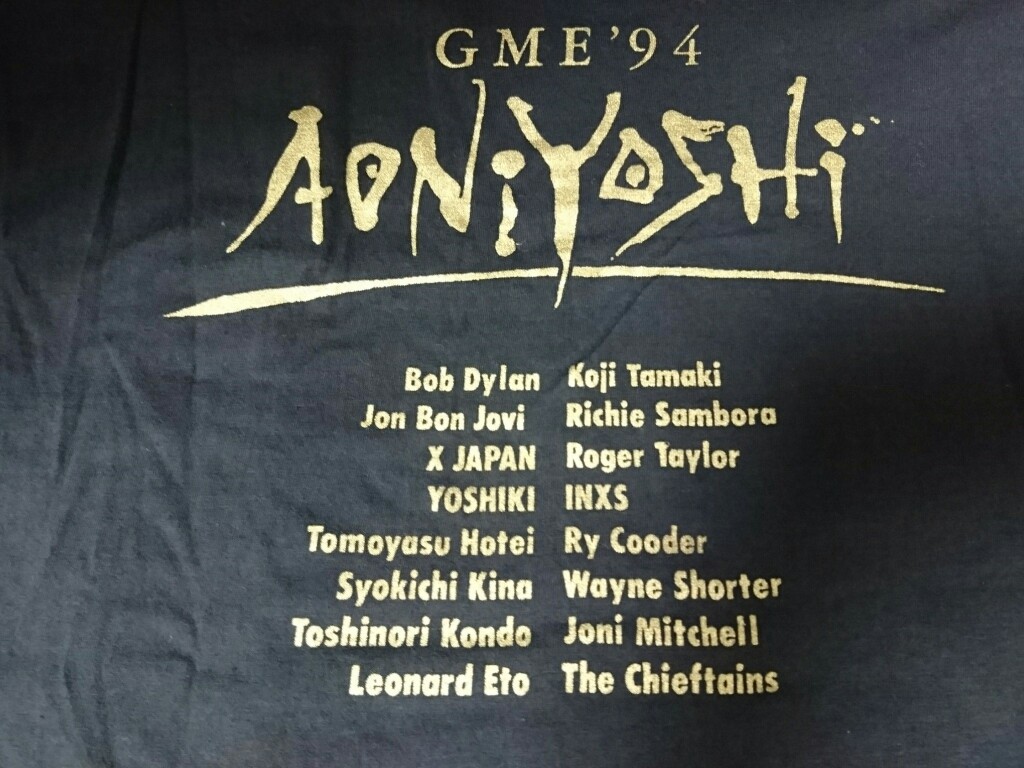 GME'94
AONiYOSHi
Bob Dylan Koji Tamaki
Jon Bon Jovi Richie Sambora
X JAPAN Roger Taylor
YOSHIKI INXS
Tomoyasu Hotei Ry Cooder
Syokichi Kina Wayne Shorter
Toshinori Kondo Joni Mitchell
Leonard Eto The Chieftains